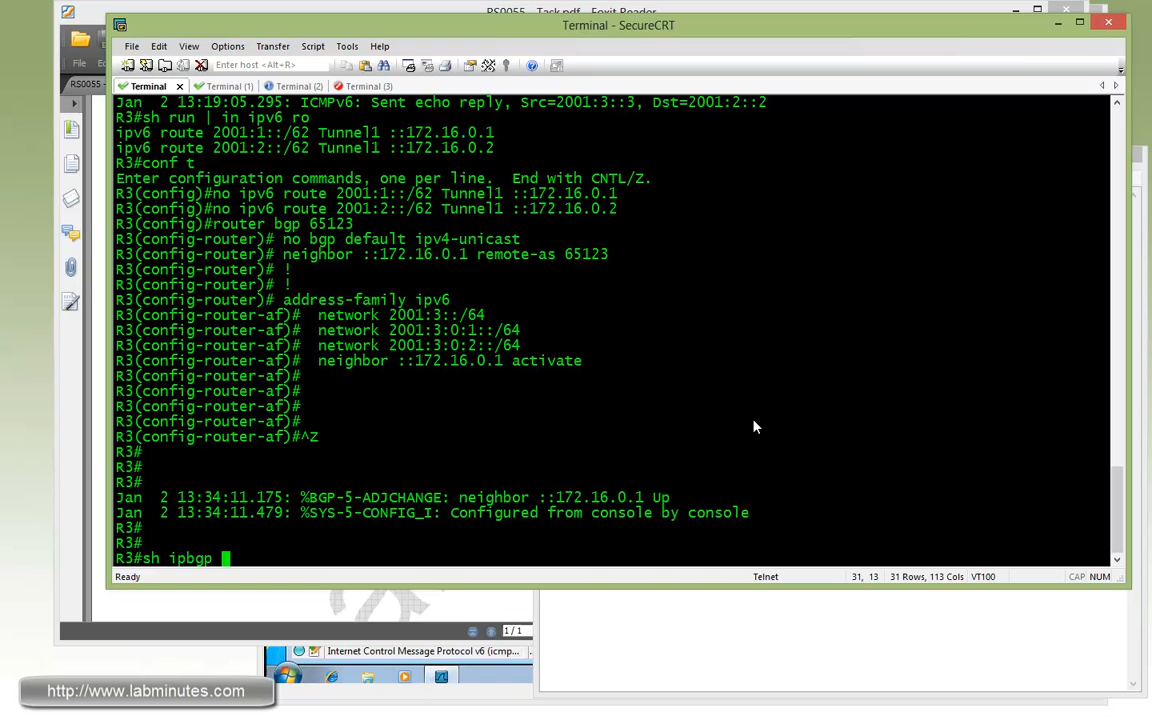 RS0055 - Task.pdf - Foxit Reader
Terminal - SecureCRT
File Edit View Options Transfer Script Tools Help
Enter host <Alt+R>
File
RS0055 -
Terminal Terminal (1) Terminal (2) Terminal (3)
Jan  2 13:19:05.295: ICMPv6: Sent echo reply, Src=2001:3::3, Dst=2001:2::2
R3#sh run | in ipv6 ro
ipv6 route 2001:1::/62 Tunnel1 ::172.16.0.1
ipv6 route 2001:2::/62 Tunnel1 ::172.16.0.2
R3#conf t
Enter configuration commands, one per line.  End with CNTL/Z.
R3(config)#no ipv6 route 2001:1::/62 Tunnel1 ::172.16.0.1
R3(config)#no ipv6 route 2001:2::/62 Tunnel1 ::172.16.0.2
R3(config)#router bgp 65123
R3(config-router)# no bgp default ipv4-unicast
R3(config-router)# neighbor ::172.16.0.1 remote-as 65123
R3(config-router)# !
R3(config-router)# !
R3(config-router)# address-family ipv6
R3(config-router-af)#  network 2001:3::/64
R3(config-router-af)#  network 2001:3:0:1::/64
R3(config-router-af)#  network 2001:3:0:2::/64
R3(config-router-af)#  neighbor ::172.16.0.1 activate
R3(config-router-af)#
R3(config-router-af)#
R3(config-router-af)#
R3(config-router-af)#
R3(config-router-af)#^Z
R3#
R3#
R3#
Jan  2 13:34:11.175: %BGP-5-ADJCHANGE: neighbor ::172.16.0.1 Up
Jan  2 13:34:11.479: %SYS-5-CONFIG_I: Configured from console by console
R3#
R3#
R3#sh ipbgp
Ready Telnet 31, 13 31 Rows, 113 Cols VT100 CAP NUM
1 / 1
Internet Control Message Protocol v6 (icmp...
http://www.labminutes.com